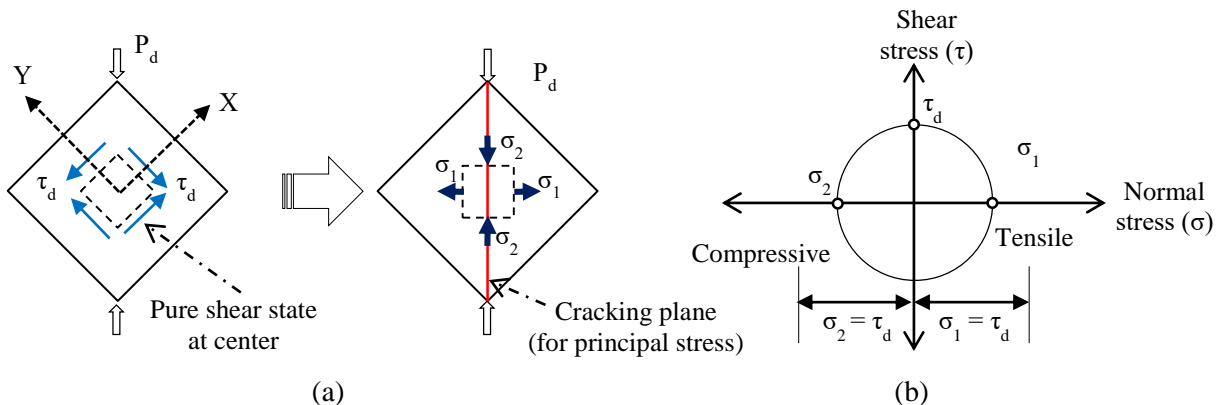 P_d
Y
X
τ_d
τ_d
Pure shear state
at center
P_d
σ_2
σ_1
σ_1
σ_2
Cracking plane
(for principal stress)
(a)
Shear
stress (τ)
τ_d
σ_1
σ_2
Normal
stress (σ)
Compressive
Tensile
σ_2 = τ_d
σ_1 = τ_d
(b)